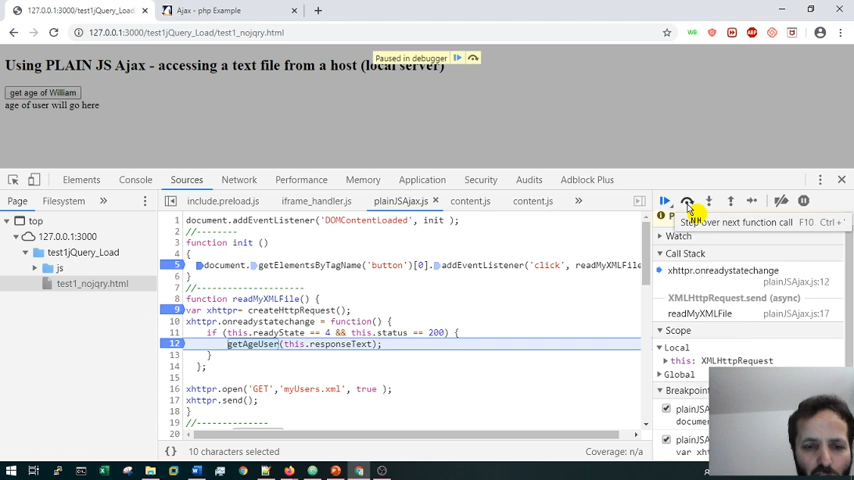 127.0.0.1:3000/test1jQuery_Load/
Ajax - php Example
127.0.0.1:3000/test1jQuery_Load/test1_nojqry.html
Paused in debugger
Using PLAIN JS Ajax - accessing a text file from a host (local server)
get age of William
age of user will go here
Elements Console Sources Network Performance Memory Application Security Audits Adblock Plus
Page Filesystem
include.preload.js iframe_handler.js plainJSAjax.js content.js content.js
top
127.0.0.1:3000
test1jQuery_Load
js
test1_nojqry.html
1 document.addEventListener('DOMContentLoaded', init );
2 //-------
3 function init ()
4 {
5 document.getElementsByTagName('button')[0].addEventListener('click', readMyXMLFile
6 }
7 //--------------------
8 function readMyXMLFile() {
9 var xhttpr= createHttpRequest();
10 xhttpr.onreadystatechange = function() {
11 if (this.readyState == 4 && this.status == 200) {
12 getAgeUser(this.responseText);
13 }
14 };
15
16 xhttpr.open('GET','myUsers.xml', true );
17 xhttpr.send();
18 }
19 //--------------
20
10 characters selected
Coverage: n/a
Step over next function call F10 Ctrl+'
Watch
Call Stack
xhttpr.onreadystatechange
plainJSAjax.js:12
XMLHttpRequest.send (async)
readMyXMLFile plainJSAjax.js:17
Scope
Local
this: XMLHttpRequest
Global
Breakpoint
plainJSA
docume
plainJSA
var xh